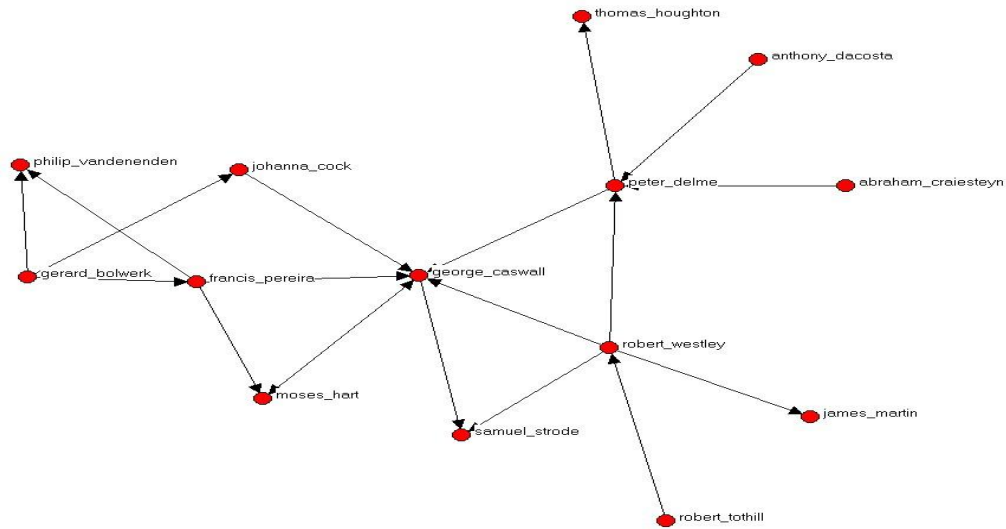 thomas_houghton
anthony_dacosta
philip_vandenenden
johanna_cock
peter_delme
abraham_craiesteyn
gerard_bolwerk
francis_pereira
george_caswall
robert_westley
moses_hart
james_martin
samuel_strode
robert_tothill